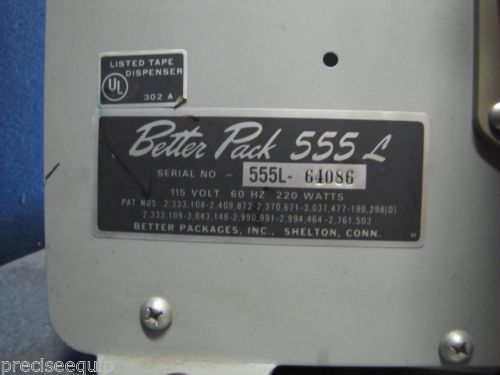 LISTED TAPE
DISPENSER
UL
302 A
Better Pack 555 L
SERIAL NO - 555L- 64086
115 VOLT 60 HZ 220 WATTS
PAT NOS 2,333,108-2,409,872-2,370,671-3,037,477-190,298(D)
2,333,109-3,043,148-2,990,991-2,994,464-2,761,503
BETTER PACKAGES, INC., SHELTON, CONN.
H
preciseequip